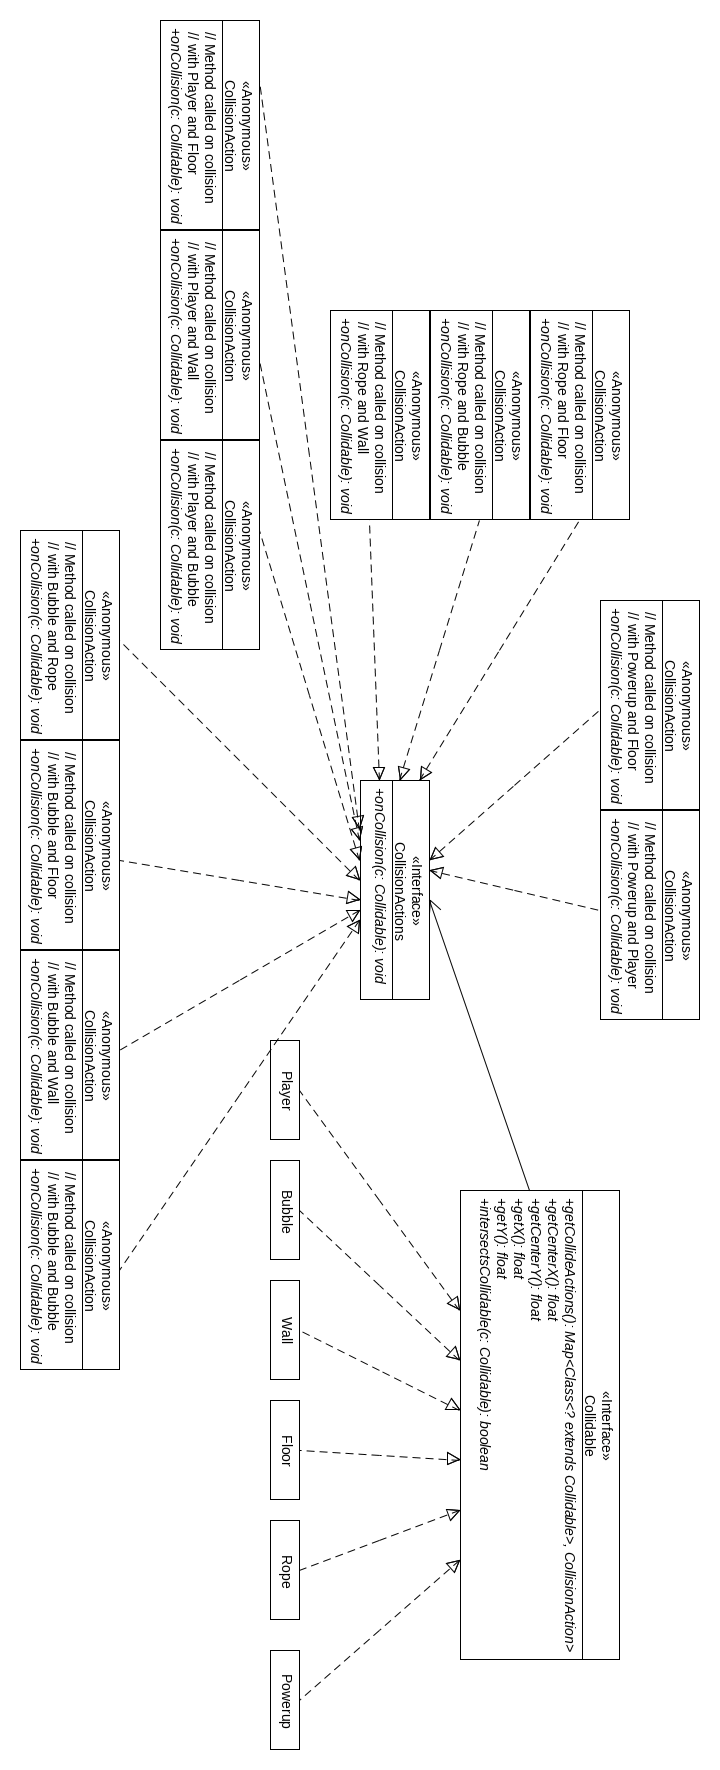 «Anonymous»
CollisionAction
// Method called on collision
// with Powerup and Floor
+onCollision(c: Collidable): void
«Anonymous»
CollisionAction
// Method called on collision
// with Powerup and Player
+onCollision(c: Collidable): void
«Anonymous»
CollisionAction
// Method called on collision
// with Rope and Floor
+onCollision(c: Collidable): void
«Anonymous»
CollisionAction
// Method called on collision
// with Rope and Bubble
+onCollision(c: Collidable): void
«Anonymous»
CollisionAction
// Method called on collision
// with Rope and Wall
+onCollision(c: Collidable): void
«Interface»
Collidable
+getCollideActions(): Map<Class<? extends Collidable>, CollisionAction>
+getCenterX(): float
+getCenterY(): float
+getX(): float
+getY(): float
+intersectsCollidable(c: Collidable): boolean
«Interface»
CollisionActions
+onCollision(c: Collidable): void
Player
Bubble
Wall
Floor
Rope
Powerup
«Anonymous»
CollisionAction
// Method called on collision
// with Player and Floor
+onCollision(c: Collidable): void
«Anonymous»
CollisionAction
// Method called on collision
// with Player and Wall
+onCollision(c: Collidable): void
«Anonymous»
CollisionAction
// Method called on collision
// with Player and Bubble
+onCollision(c: Collidable): void
«Anonymous»
CollisionAction
// Method called on collision
// with Bubble and Rope
+onCollision(c: Collidable): void
«Anonymous»
CollisionAction
// Method called on collision
// with Bubble and Floor
+onCollision(c: Collidable): void
«Anonymous»
CollisionAction
// Method called on collision
// with Bubble and Wall
+onCollision(c: Collidable): void
«Anonymous»
CollisionAction
// Method called on collision
// with Bubble and Bubble
+onCollision(c: Collidable): void